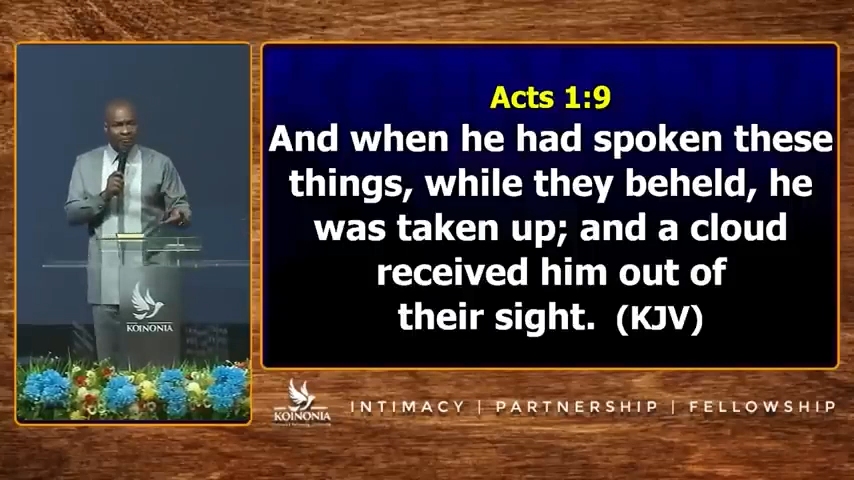 Acts 1:9
And when he had spoken these
things, while they beheld, he
was taken up; and a cloud
received him out of
their sight. (KJV)
KOINONIA
KOINONIA
INTIMACY | PARTNERSHIP | FELLOWSHIP